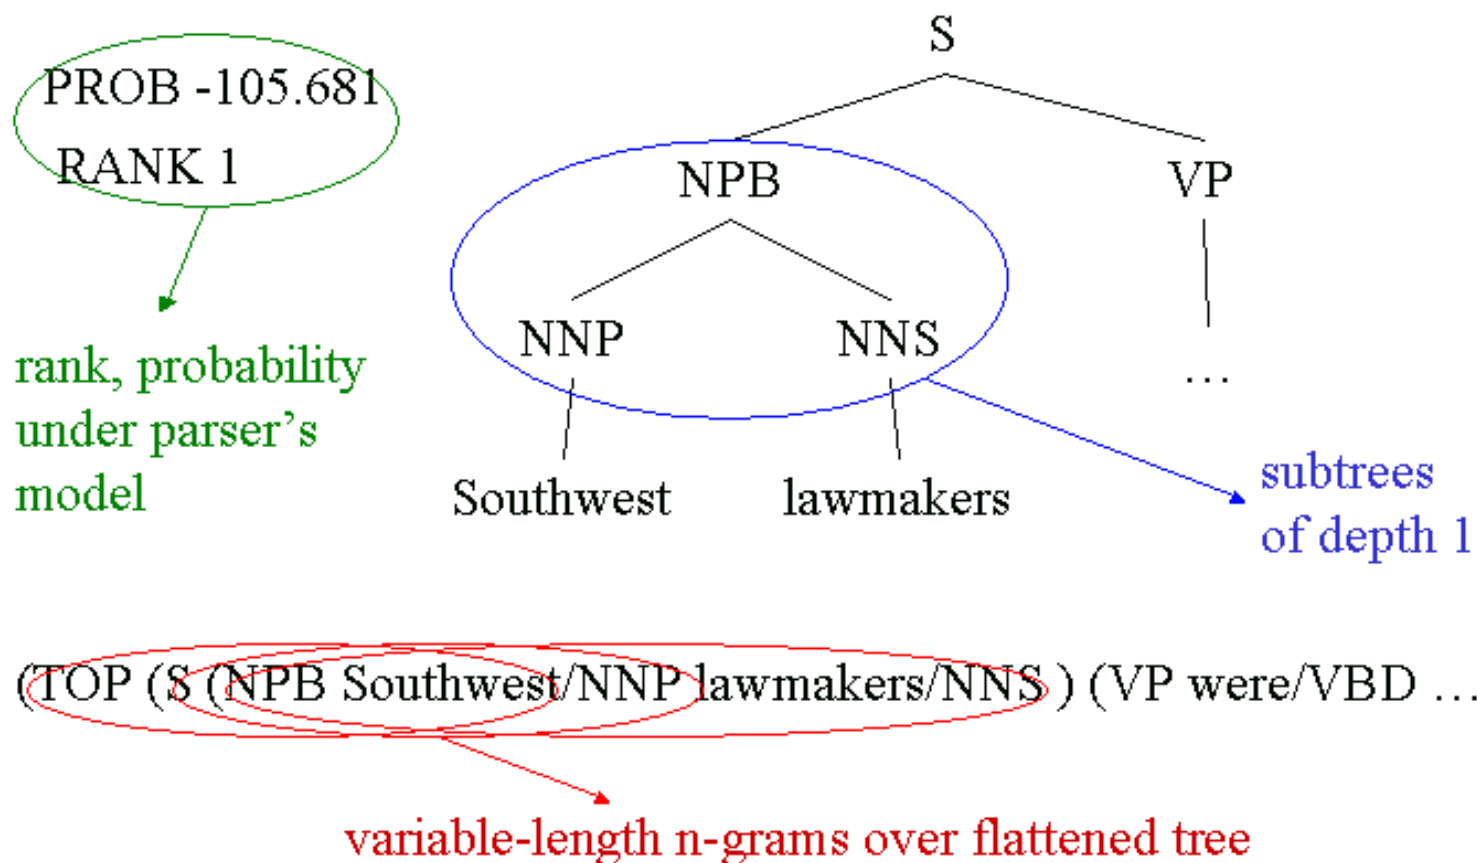 S
PROB -105.681
RANK 1
NPB VP
NNP NNS
…
rank, probability
under parser’s
model
Southwest lawmakers
subtrees
of depth 1
(TOP (S (NPB Southwest/NNP lawmakers/NNS ) (VP were/VBD …
variable-length n-grams over flattened tree